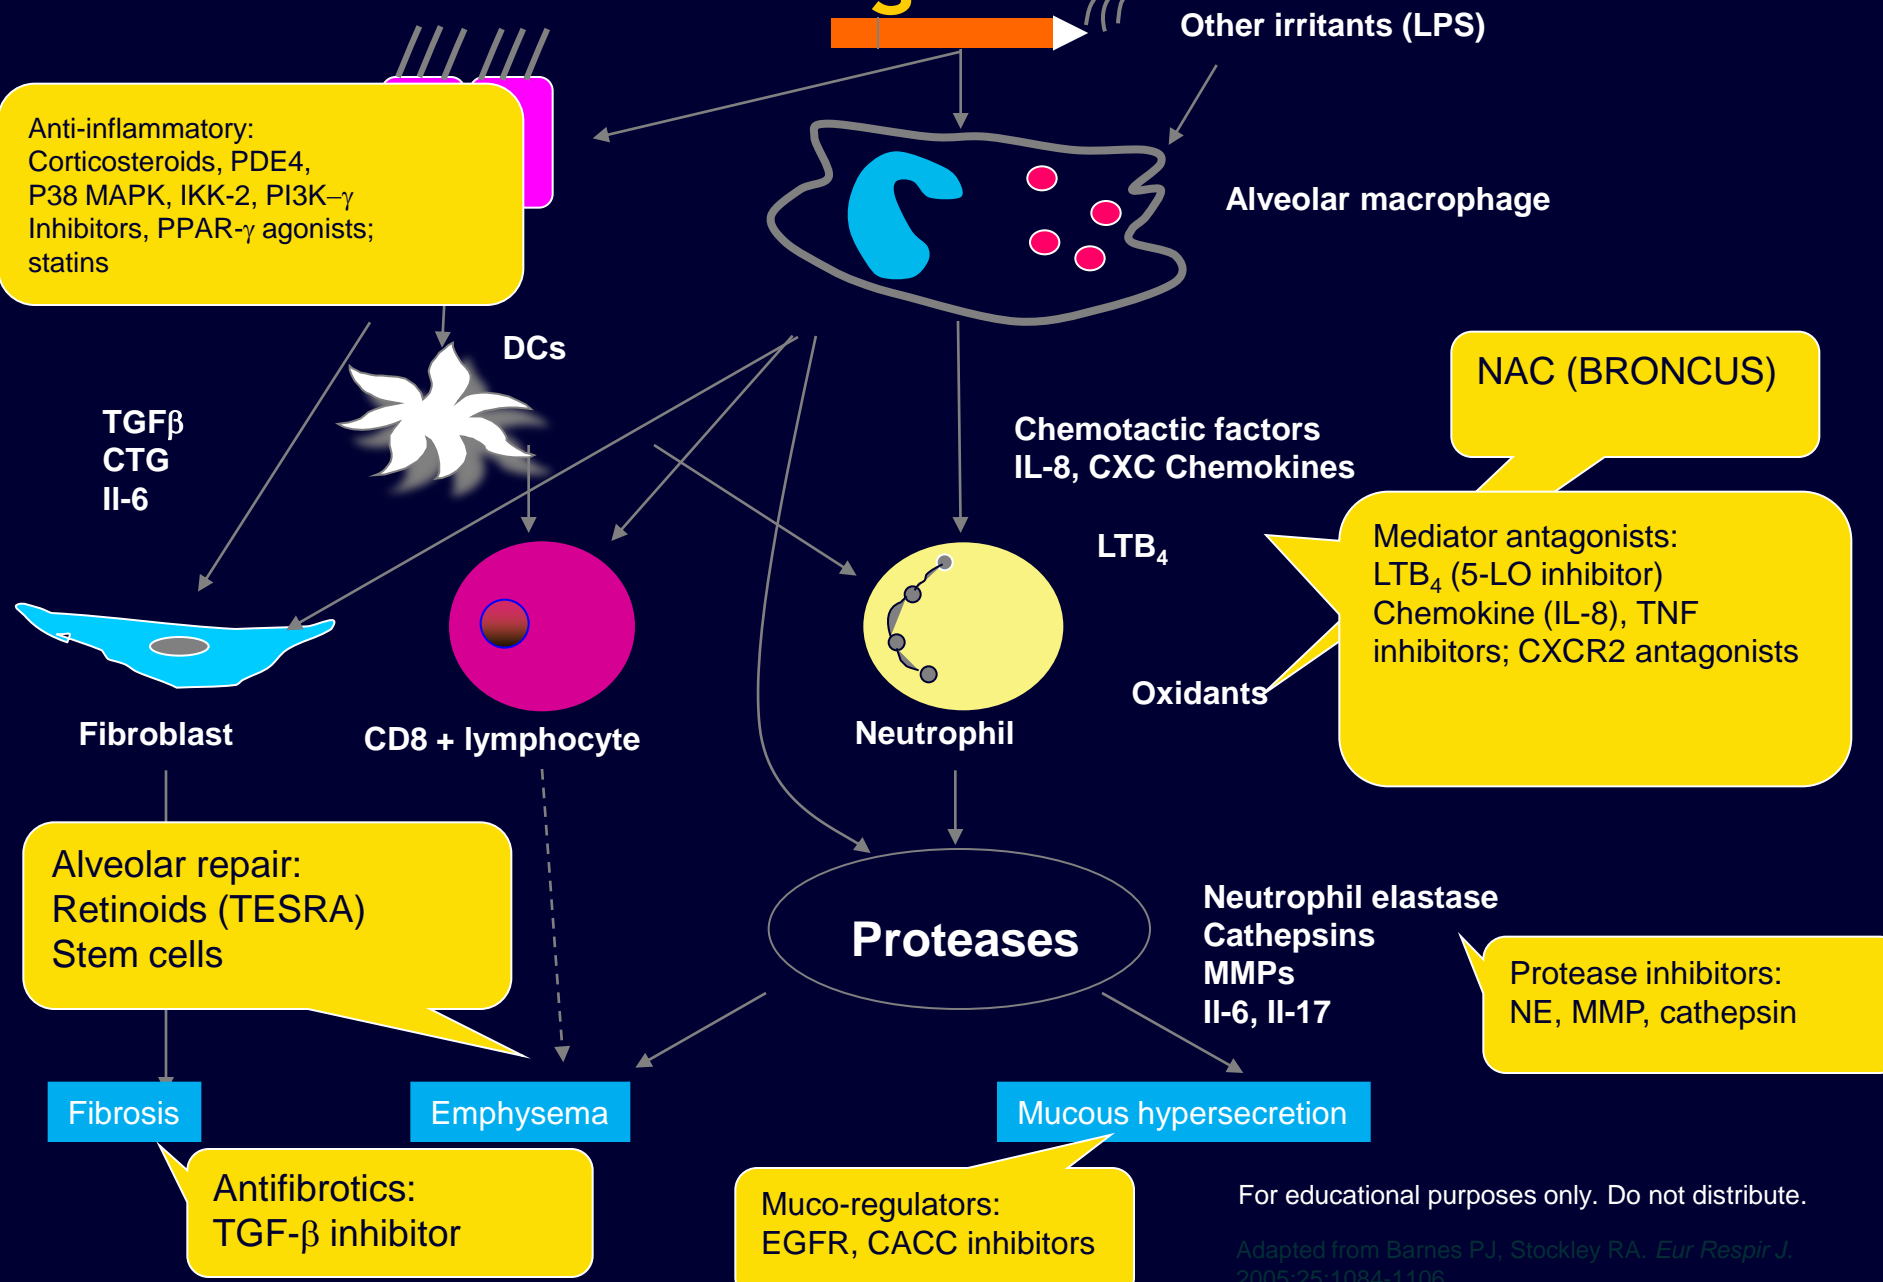 Other irritants (LPS)
Anti-inflammatory:
Corticosteroids, PDE4,
P38 MAPK, IKK-2, PI3K–γ
Inhibitors, PPAR-γ agonists;
statins
Alveolar macrophage
DCs
NAC (BRONCUS)
TGFβ
CTG
Il-6
Chemotactic factors
IL-8, CXC Chemokines
LTB₄
Mediator antagonists:
LTB₄ (5-LO inhibitor)
Chemokine (IL-8), TNF
inhibitors; CXCR2 antagonists
Oxidants
Fibroblast
CD8 + lymphocyte
Neutrophil
Alveolar repair:
Retinoids (TESRA)
Stem cells
Proteases
Neutrophil elastase
Cathepsins
MMPs
Il-6, Il-17
Protease inhibitors:
NE, MMP, cathepsin
Fibrosis
Emphysema
Mucous hypersecretion
Antifibrotics:
TGF-β inhibitor
Muco-regulators:
EGFR, CACC inhibitors
For educational purposes only. Do not distribute.
Adapted from Barnes PJ, Stockley RA. Eur Respir J.
2005;25:1084-1106